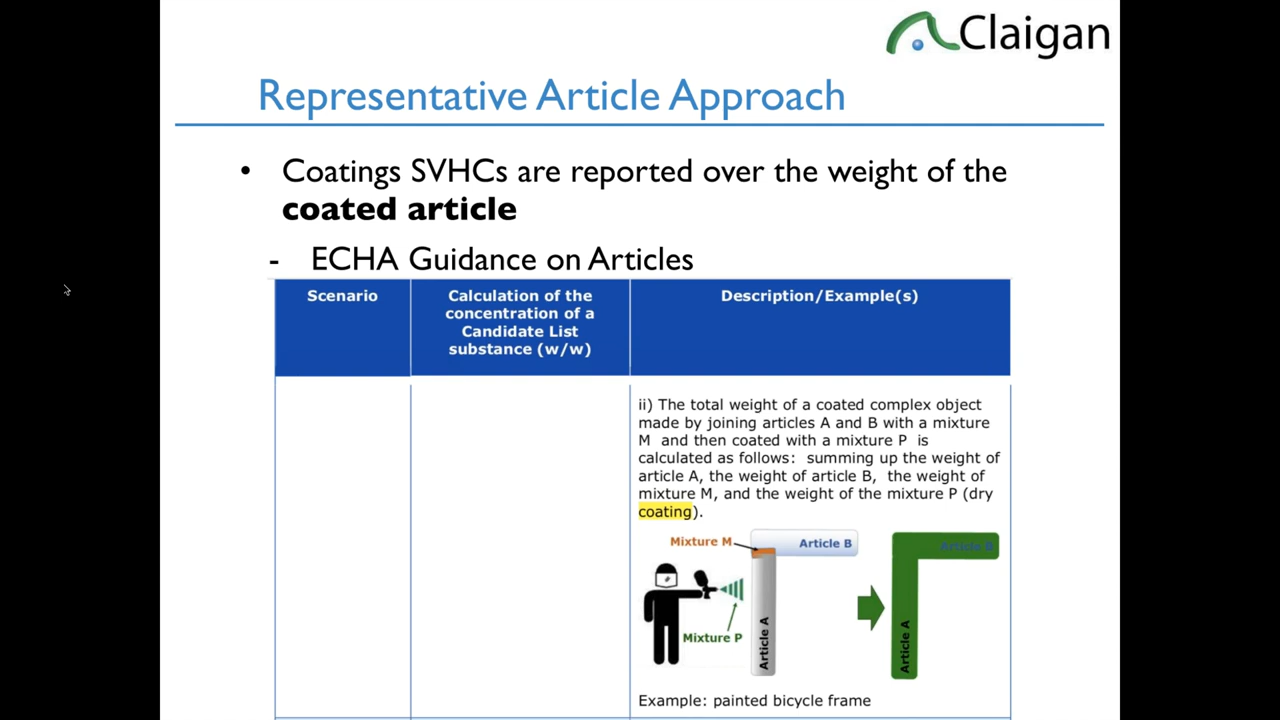 Claigan
Representative Article Approach
• Coatings SVHCs are reported over the weight of the
coated article
- ECHA Guidance on Articles
Scenario
Calculation of the
concentration of a
Candidate List
substance (w/w)
Description/Example(s)
ii) The total weight of a coated complex object
made by joining articles A and B with a mixture
M and then coated with a mixture P is
calculated as follows: summing up the weight of
article A, the weight of article B, the weight of
mixture M, and the weight of the mixture P (dry
coating).
Mixture M
Article B
Article B
Mixture P
Article A
Article A
Example: painted bicycle frame